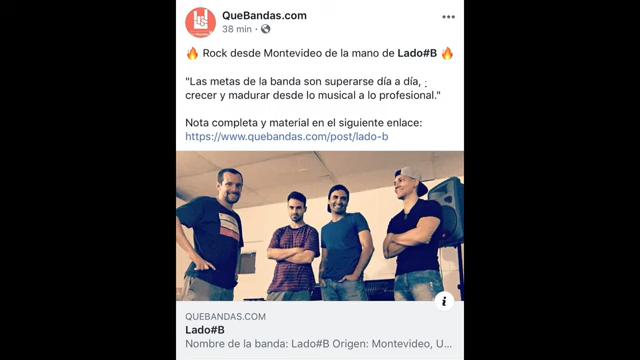 QueBandas.com
38 min ·
🔥 Rock desde Montevideo de la mano de Lado#B 🔥
"Las metas de la banda son superarse día a día,
crecer y madurar desde lo musical a lo profesional."
Nota completa y material en el siguiente enlace:
https://www.quebandas.com/post/lado-b
QUEBANDAS.COM
Lado#B
Nombre de la banda: Lado#B Origen: Montevideo, U...